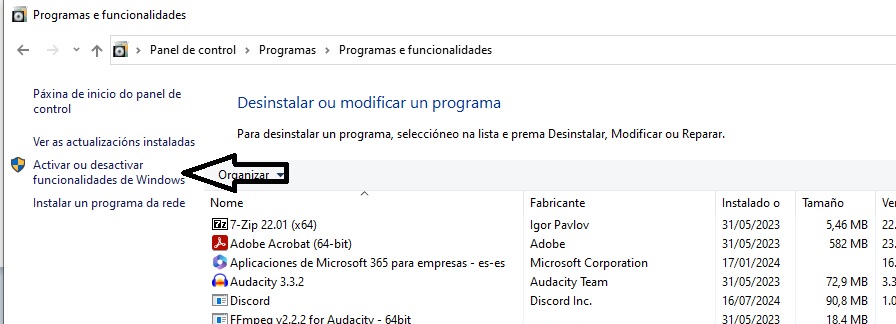 Programas e funcionalidades
Panel de control > Programas > Programas e funcionalidades
Páxina de inicio do panel de
control
Ver as actualizacións instaladas
Activar ou desactivar
funcionalidades de Windows
Instalar un programa da rede
Desinstalar ou modificar un programa
Para desinstalar un programa, seleccióneo na lista e prema Desinstalar, Modificar ou Reparar.
Organizar
Nome Fabricante Instalado o Tamaño Ve
7-Zip 22.01 (x64) Igor Pavlov 31/05/2023 5,46 MB 22.
Adobe Acrobat (64-bit) Adobe 31/05/2023 582 MB 23.
Aplicaciones de Microsoft 365 para empresas - es-es Microsoft Corporation 17/01/2024 16.
Audacity 3.3.2 Audacity Team 31/05/2023 72,9 MB 3.3
Discord Discord Inc. 16/07/2024 90,8 MB 1.0
FFmpeg v2.2.2 for Audacity - 64bit 31/05/2023 18,4 MB